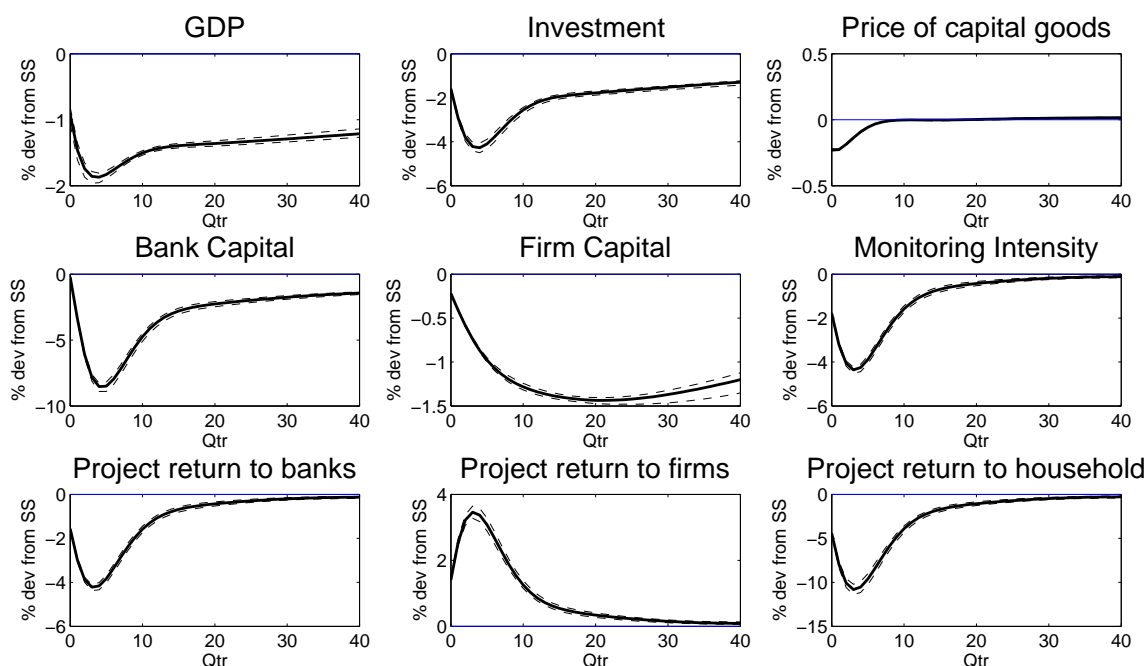 GDP
Investment
Price of capital goods
% dev from SS
0
−1
−2
0 10 20 30 40
Qtr
% dev from SS
0
−2
−4
−6
0 10 20 30 40
Qtr
% dev from SS
0.5
0
−0.5
0 10 20 30 40
Qtr
Bank Capital
Firm Capital
Monitoring Intensity
% dev from SS
0
−5
−10
0 10 20 30 40
Qtr
% dev from SS
0
−0.5
−1
−1.5
0 10 20 30 40
Qtr
% dev from SS
0
−2
−4
−6
0 10 20 30 40
Qtr
Project return to banks
Project return to firms
Project return to household
% dev from SS
0
−2
−4
−6
0 10 20 30 40
Qtr
% dev from SS
4
2
0
0 10 20 30 40
Qtr
% dev from SS
0
−5
−10
−15
0 10 20 30 40
Qtr